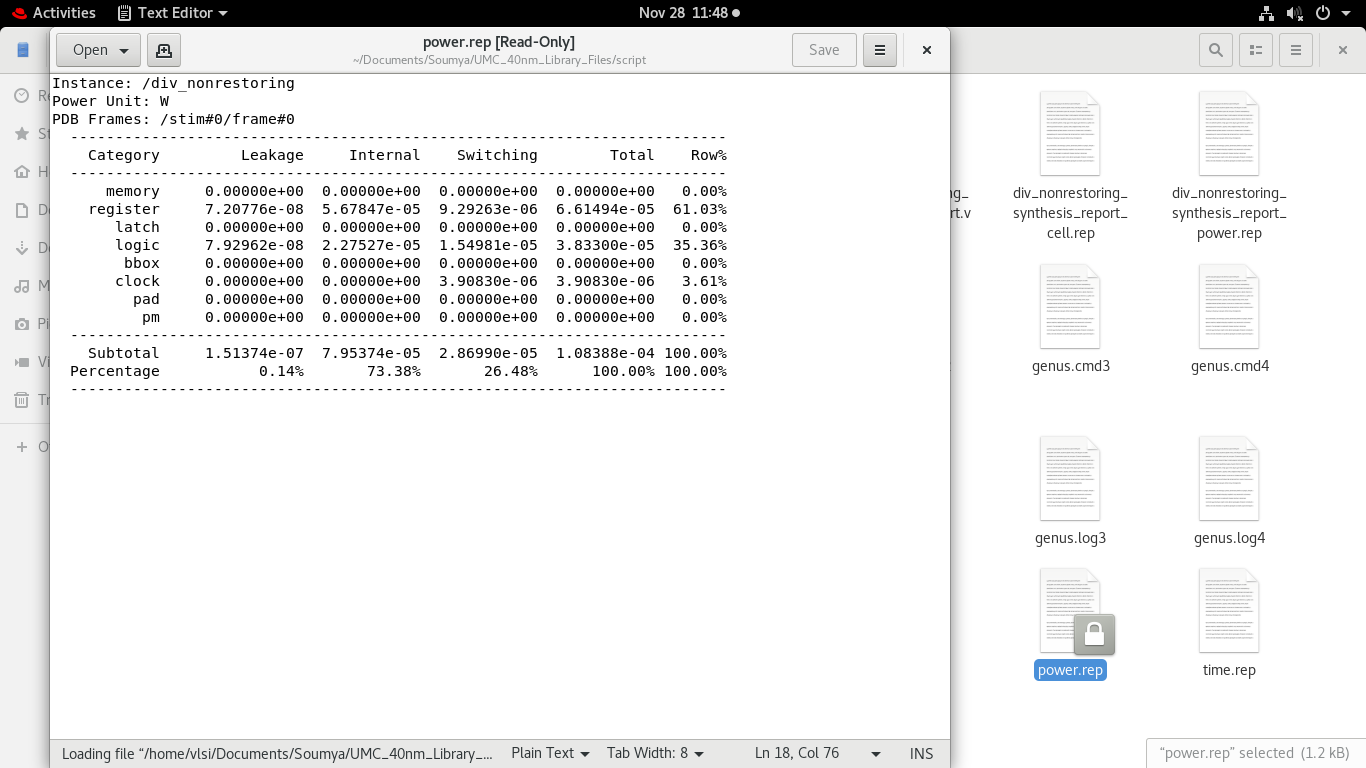 Activities Text Editor Nov 28 11:48
Open power.rep [Read-Only] Save
~/Documents/Soumya/UMC_40nm_Library_Files/script
Instance: /div_nonrestoring
Power Unit: W
PDB Frames: /stim#0/frame#0
-------------------------------------------------------------------------
Category Leakage Internal Switching Total Row%
-------------------------------------------------------------------------
memory 0.00000e+00 0.00000e+00 0.00000e+00 0.00000e+00 0.00%
register 7.20776e-08 5.67847e-05 9.29263e-06 6.61494e-05 61.03%
latch 0.00000e+00 0.00000e+00 0.00000e+00 0.00000e+00 0.00%
logic 7.92962e-08 2.27527e-05 1.54981e-05 3.83300e-05 35.36%
bbox 0.00000e+00 0.00000e+00 0.00000e+00 0.00000e+00 0.00%
clock 0.00000e+00 0.00000e+00 3.90830e-06 3.90830e-06 3.61%
pad 0.00000e+00 0.00000e+00 0.00000e+00 0.00000e+00 0.00%
pm 0.00000e+00 0.00000e+00 0.00000e+00 0.00000e+00 0.00%
-------------------------------------------------------------------------
Subtotal 1.51374e-07 7.95374e-05 2.86990e-05 1.08388e-04 100.00%
Percentage 0.14% 73.38% 26.48% 100.00% 100.00%
-------------------------------------------------------------------------
Loading file “/home/vlsi/Documents/Soumya/UMC_40nm_Library_... Plain Text Tab Width: 8 Ln 18, Col 76 INS
div_nonrestoring_
synthesis_report_
cell.rep
div_nonrestoring_
synthesis_report_
power.rep
genus.cmd3
genus.cmd4
genus.log3
genus.log4
power.rep
time.rep
“power.rep” selected (1.2 kB)